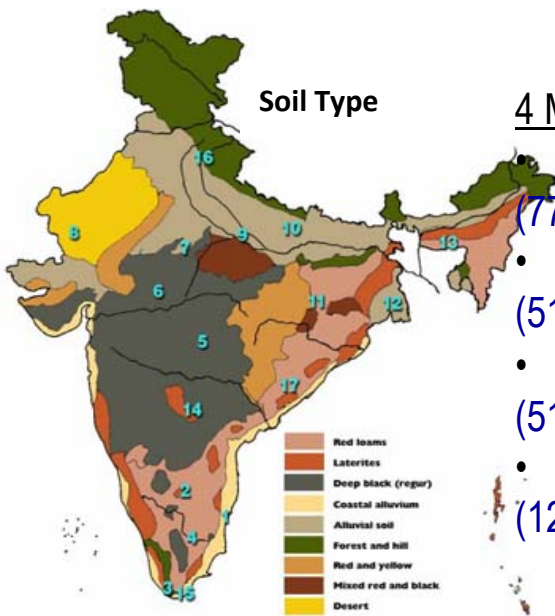 Soil Type
4 M
(77
(51
(51
(12
16
8
7
9
10
13
6
11
12
5
17
14
2
1
4
3
15
Red loams
Laterites
Deep black (regur)
Coastal alluvium
Alluvial soil
Forest and hill
Red and yellow
Mixed red and black
Desert